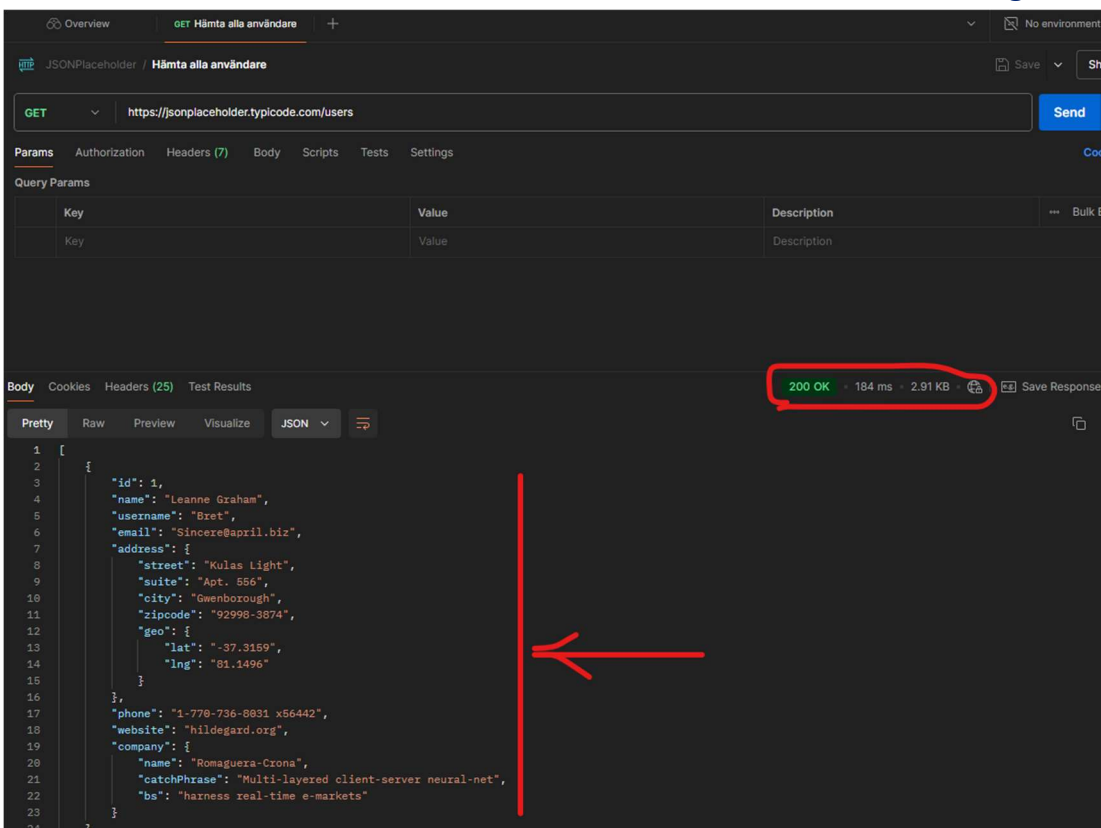 Overview GET Hämta alla användare No environment
HTTP JSONPlaceholder / Hämta alla användare Save Sh
GET https://jsonplaceholder.typicode.com/users Send
Params Authorization Headers (7) Body Scripts Tests Settings Coo
Query Params
Key Value Description ••• Bulk E
Key Value Description
Body Cookies Headers (25) Test Results 200 OK • 184 ms • 2.91 KB • e.g. Save Response
Pretty Raw Preview Visualize JSON
1 [
2 {
3 "id": 1,
4 "name": "Leanne Graham",
5 "username": "Bret",
6 "email": "Sincere@april.biz",
7 "address": {
8 "street": "Kulas Light",
9 "suite": "Apt. 556",
10 "city": "Gwenborough",
11 "zipcode": "92998-3874",
12 "geo": {
13 "lat": "-37.3159",
14 "lng": "81.1496"
15 }
16 },
17 "phone": "1-770-736-8031 x56442",
18 "website": "hildegard.org",
19 "company": {
20 "name": "Romaguera-Crona",
21 "catchPhrase": "Multi-layered client-server neural-net",
22 "bs": "harness real-time e-markets"
23 }